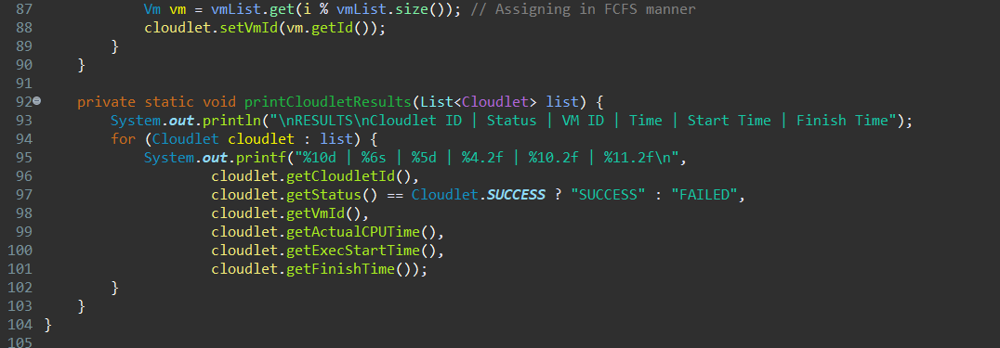 87 Vm vm = vmList.get(i % vmList.size()); // Assigning in FCFS manner
88 cloudlet.setVmId(vm.getId());
89 }
90 }
91
92 private static void printCloudletResults(List<Cloudlet> list) {
93 System.out.println("\nRESULTS\nCloudlet ID | Status | VM ID | Time | Start Time | Finish Time");
94 for (Cloudlet cloudlet : list) {
95 System.out.printf("%10d | %6s | %5d | %4.2f | %10.2f | %11.2f\n",
96 cloudlet.getCloudletId(),
97 cloudlet.getStatus() == Cloudlet.SUCCESS ? "SUCCESS" : "FAILED",
98 cloudlet.getVmId(),
99 cloudlet.getActualCPUTime(),
100 cloudlet.getExecStartTime(),
101 cloudlet.getFinishTime());
102 }
103 }
104 }
105